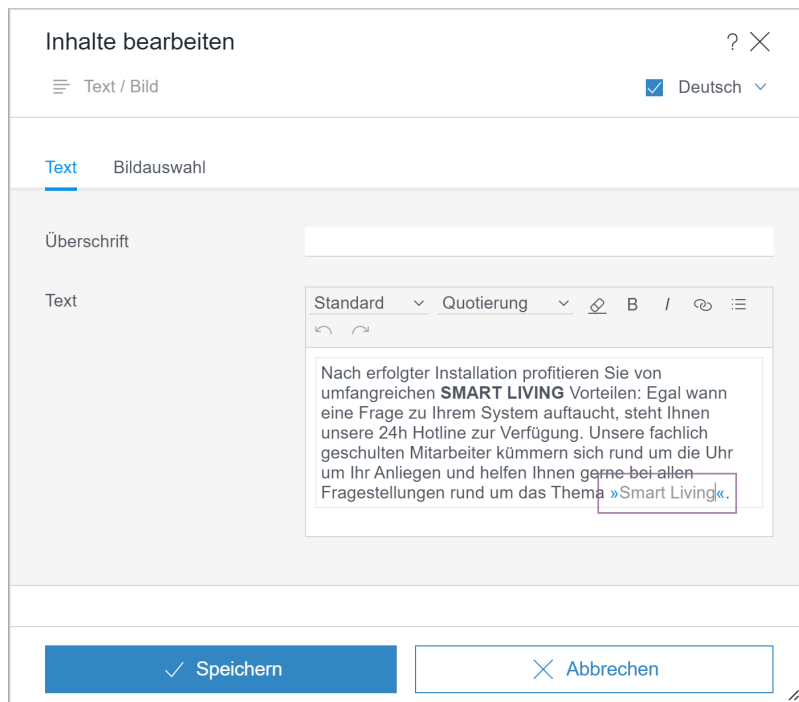 Inhalte bearbeiten
?
Text / Bild
Deutsch
Text Bildauswahl
Überschrift
Text
Standard Quotierung B I
Nach erfolgter Installation profitieren Sie von
umfangreichen SMART LIVING Vorteilen: Egal wann
eine Frage zu Ihrem System auftaucht, steht Ihnen
unsere 24h Hotline zur Verfügung. Unsere fachlich
geschulten Mitarbeiter kümmern sich rund um die Uhr
um Ihr Anliegen und helfen Ihnen gerne bei allen
Fragestellungen rund um das Thema »Smart Living«.
Speichern Abbrechen